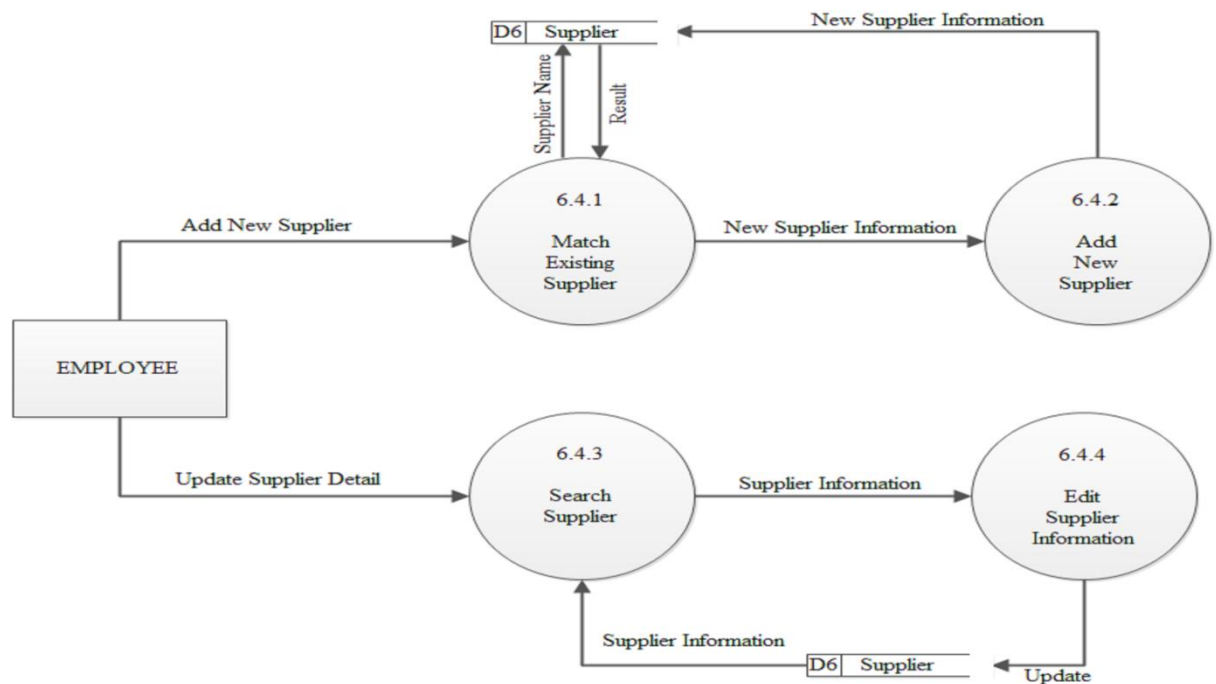 New Supplier Information
D6 Supplier
Supplier Name
Result
6.4.1
Match
Existing
Supplier
6.4.2
Add
New
Supplier
Add New Supplier
New Supplier Information
EMPLOYEE
Update Supplier Detail
6.4.3
Search
Supplier
Supplier Information
6.4.4
Edit
Supplier
Information
Supplier Information
D6 Supplier
Update